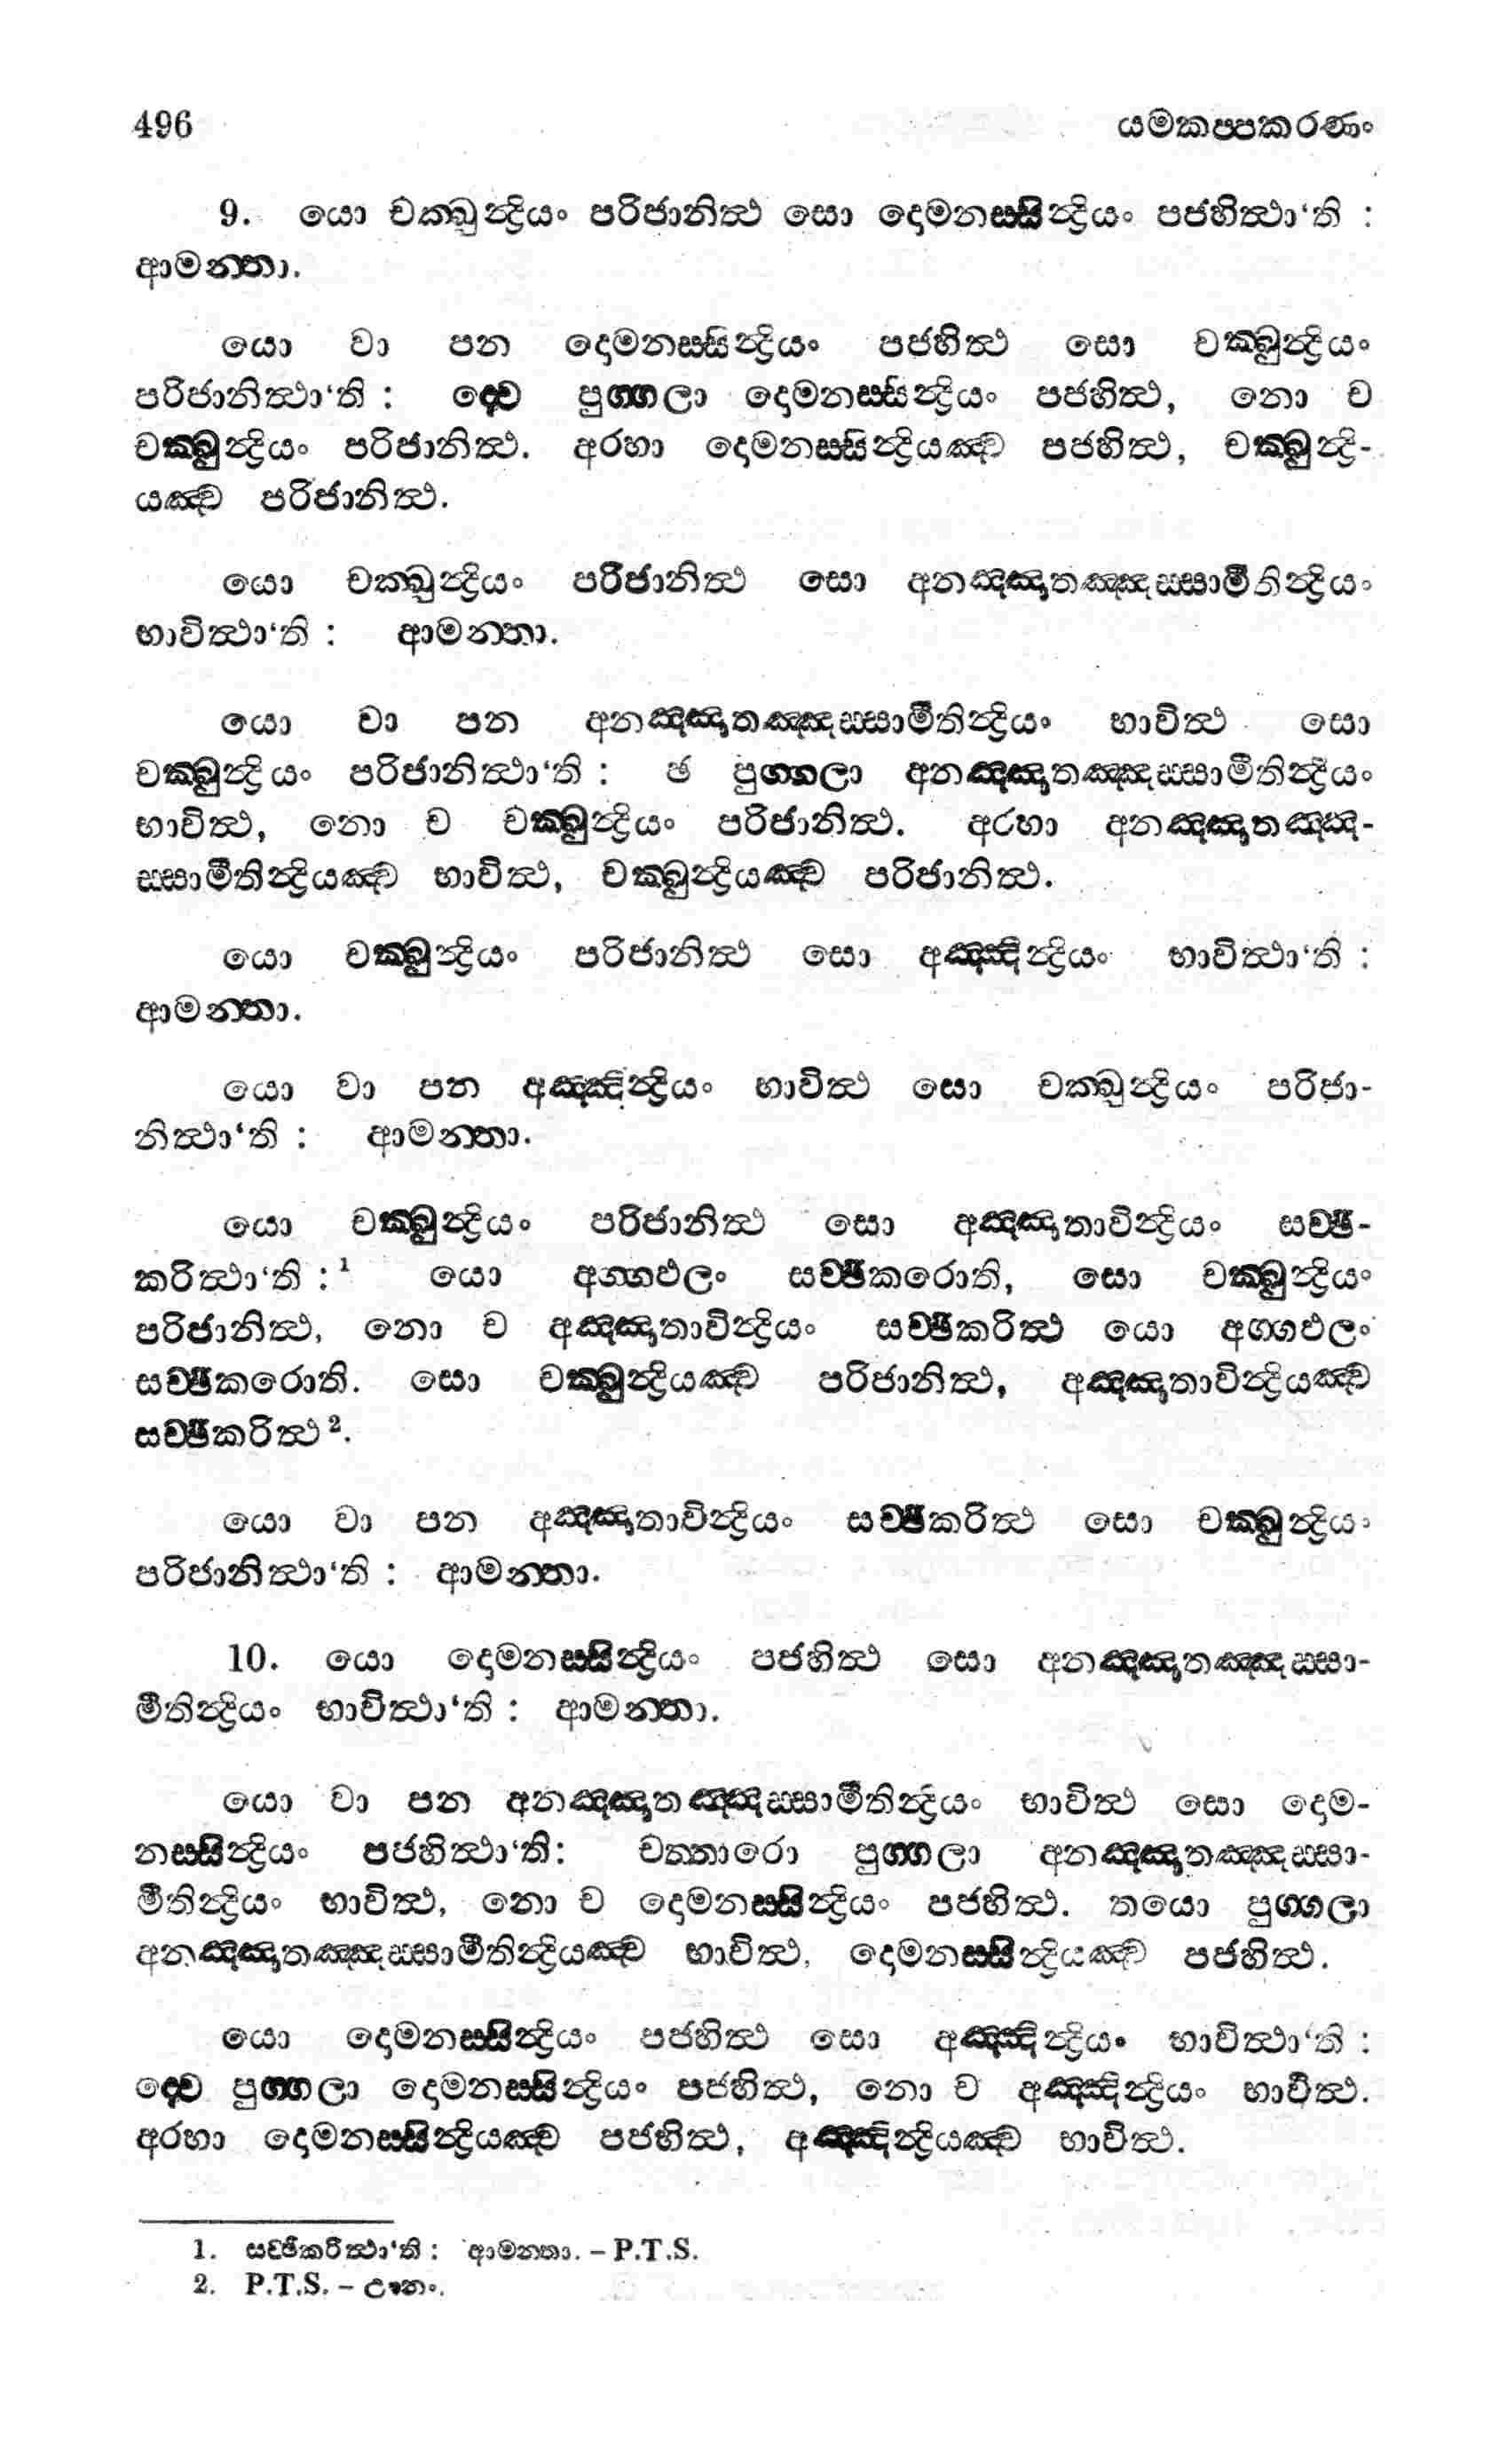 496 යමකප්පකරණං
9. යො චක්ඛුන්ද්‍රියං පරිජානිත්ථ සො දොමනස්සින්ද්‍රියං පජහිත්ථා‘ති :
ආමන්තා.
යො වා පන දොමනස්සින්ද්‍රියං පජහිත්ථ සො චක්ඛුන්ද්‍රියං
පරිජානිත්ථා‘ති : ද්වෙ පුග්ගලා දොමනස්සින්ද්‍රියං පජහිත්ථ, නො ච
චක්ඛුන්ද්‍රියං පරිජානිත්ථ. අරහා දොමනස්සින්ද්‍රියඤ්ච පජහිත්ථ, චක්ඛුන්ද්‍රි-
යඤ්ච පරිජානිත්ථ.
යො චක්ඛුන්ද්‍රියං පරිජානිත්ථ සො අනඤ්ඤාතඤ්ඤස්සාමීතින්ද්‍රියං
භාවිත්ථා‘ති : ආමන්තා.
යො වා පන අනඤ්ඤාතඤ්ඤස්සාමීතින්ද්‍රියං භාවිත්ථ සො
චක්ඛුන්ද්‍රියං පරිජානිත්ථා‘ති : ඡ පුග්ගලා අනඤ්ඤාතඤ්ඤස්සාමීතින්ද්‍රියං
භාවිත්ථ, නො ච චක්ඛුන්ද්‍රියං පරිජානිත්ථ. අරහා අනඤ්ඤාතඤ්ඤ-
ස්සාමීතින්ද්‍රියඤ්ච භාවිත්ථ, චක්ඛුන්ද්‍රියඤ්ච පරිජානිත්ථ.
යො චක්ඛුන්ද්‍රියං පරිජානිත්ථ සො අඤ්ඤින්ද්‍රියං භාවිත්ථා‘ති :
ආමන්තා.
යො වා පන අඤ්ඤින්ද්‍රියං භාවිත්ථ සො චක්ඛුන්ද්‍රියං පරිජා-
නිත්ථා‘ති : ආමන්තා.
යො චක්ඛුන්ද්‍රියං පරිජානිත්ථ සො අඤ්ඤාතාවින්ද්‍රියං සච්ඡි-
කරිත්ථා‘ති :¹ යො අග්ගඵලං සච්ඡිකරොති, සො චක්ඛුන්ද්‍රියං
පරිජානිත්ථ, නො ච අඤ්ඤාතාවින්ද්‍රියං සච්ඡිකරිත්ථ යො අග්ගඵලං
සච්ඡිකරොති. සො චක්ඛුන්ද්‍රියඤ්ච පරිජානිත්ථ, අඤ්ඤාතාවින්ද්‍රියඤ්ච
සච්ඡිකරිත්ථ².
යො වා පන අඤ්ඤාතාවින්ද්‍රියං සච්ඡිකරිත්ථ සො චක්ඛුන්ද්‍රියං
පරිජානිත්ථා‘ති : ආමන්තා.
10. යො දොමනස්සින්ද්‍රියං පජහිත්ථ සො අනඤ්ඤාතඤ්ඤස්සා-
මීතින්ද්‍රියං භාවිත්ථා‘ති : ආමන්තා.
යො වා පන අනඤ්ඤාතඤ්ඤස්සාමීතින්ද්‍රියං භාවිත්ථ සො දොම-
නස්සින්ද්‍රියං පජහිත්ථා‘ති: චත්තාරො පුග්ගලා අනඤ්ඤාතඤ්ඤස්සා-
මීතින්ද්‍රියං භාවිත්ථ, නො ච දොමනස්සින්ද්‍රියං පජහිත්ථ. තයො පුග්ගලා
අනඤ්ඤාතඤ්ඤස්සාමීතින්ද්‍රියඤ්ච භාවිත්ථ, දොමනස්සින්ද්‍රියඤ්ච පජහිත්ථ.
යො දොමනස්සින්ද්‍රියං පජහිත්ථ සො අඤ්ඤින්ද්‍රියං භාවිත්ථා‘ති :
ද්වෙ පුග්ගලා දොමනස්සින්ද්‍රියං පජහිත්ථ, නො ච අඤ්ඤින්ද්‍රියං භාවිත්ථ.
අරහා දොමනස්සින්ද්‍රියඤ්ච පජහිත්ථ, අඤ්ඤින්ද්‍රියඤ්ච භාවිත්ථ.
1. සච්ඡිකරිත්ථා‘ති : ආමන්තා. – P.T.S.
2. P.T.S. – ඌනං.